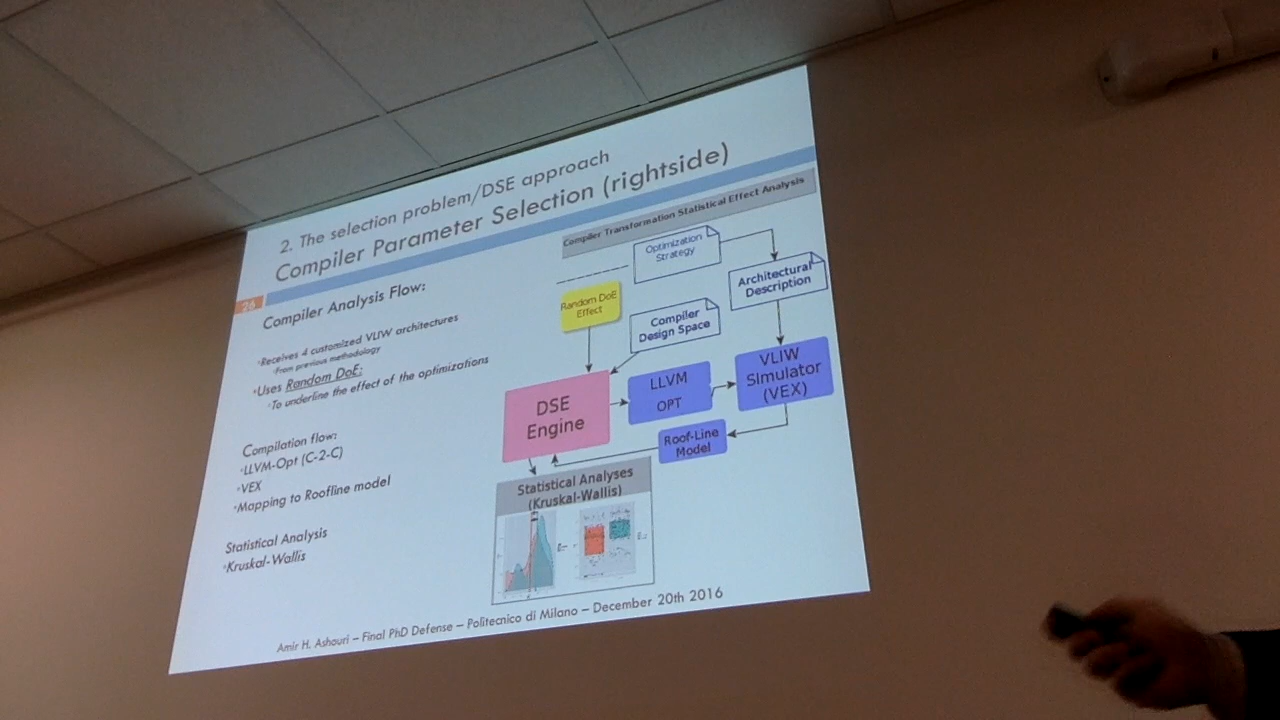 2. The selection problem/DSE approach
Compiler Parameter Selection (rightside)
26
Compiler Analysis Flow:
Receives 4 customized VLIW architectures
From previous methodology
Uses Random DoE:
To underline the effect of the optimizations
Compilation flow:
LLVM-Opt (C-2-C)
VEX
Mapping to Roofline model
Statistical Analysis
Kruskal-Wallis
Compiler Transformation Statistical Effect Analysis
Optimization
Strategy
Architectural
Description
Random DoE
Effect
Compiler
Design Space
DSE
Engine
LLVM
OPT
VLIW
Simulator
(VEX)
Roof-Line
Model
Statistical Analyses
(Kruskal-Wallis)
Amir H. Ashouri – Final PhD Defense – Politecnico di Milano – December 20th 2016